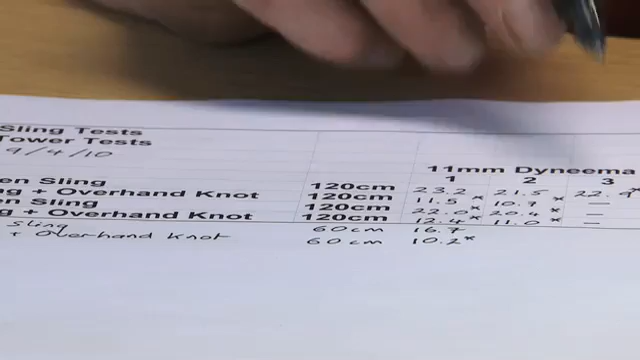 Sling Tests
Tower Tests
9/4/10
11mm Dyneema
1 2 3
en Sling 120cm 23.2 21.5 22.
ng + Overhand Knot 120cm 11.5* 10.7* —
en Sling 120cm 22.0* 20.4* —
g + Overhand Knot 120cm 12.4* 11.0*
Sling 60cm 16.7
+ Overhand Knot 60cm 10.2*